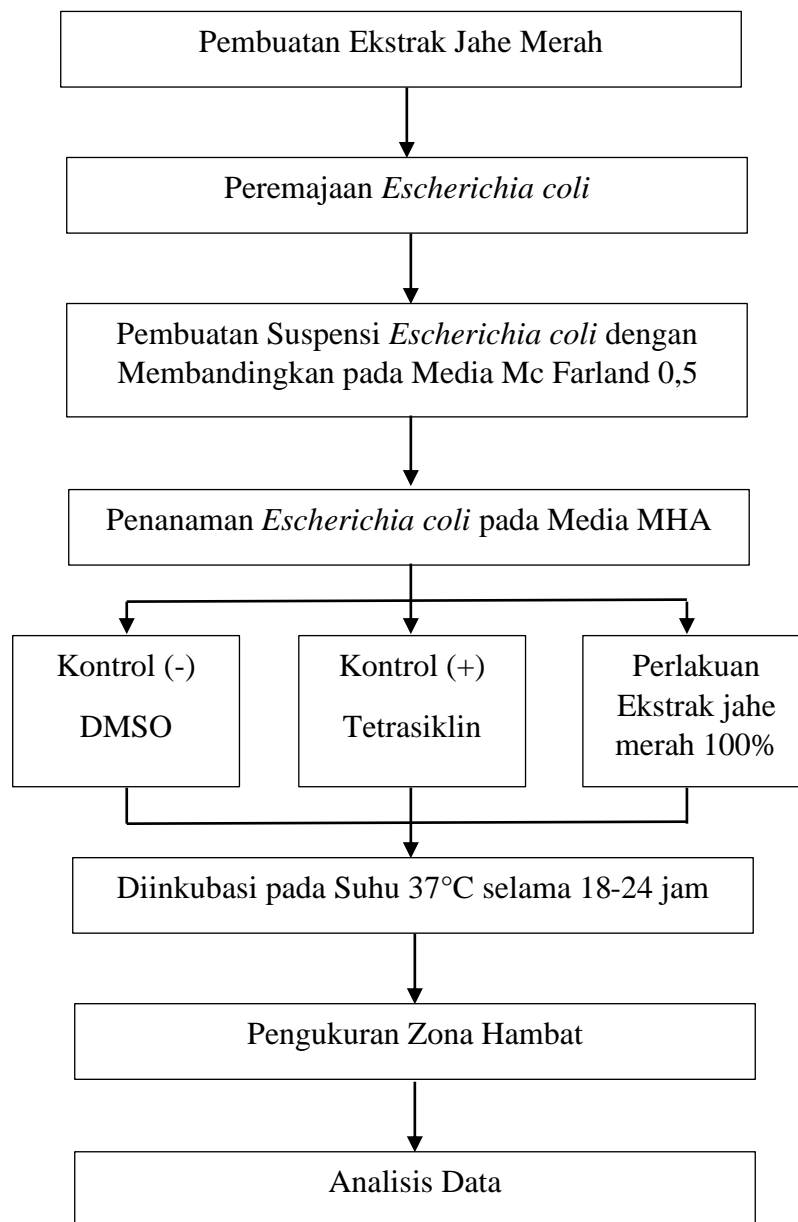 Pembuatan Ekstrak Jahe Merah
Peremajaan Escherichia coli
Pembuatan Suspensi Escherichia coli dengan
Membandingkan pada Media Mc Farland 0,5
Penanaman Escherichia coli pada Media MHA
Kontrol (-)
DMSO
Kontrol (+)
Tetrasiklin
Perlakuan
Ekstrak jahe
merah 100%
Diinkubasi pada Suhu 37°C selama 18-24 jam
Pengukuran Zona Hambat
Analisis Data